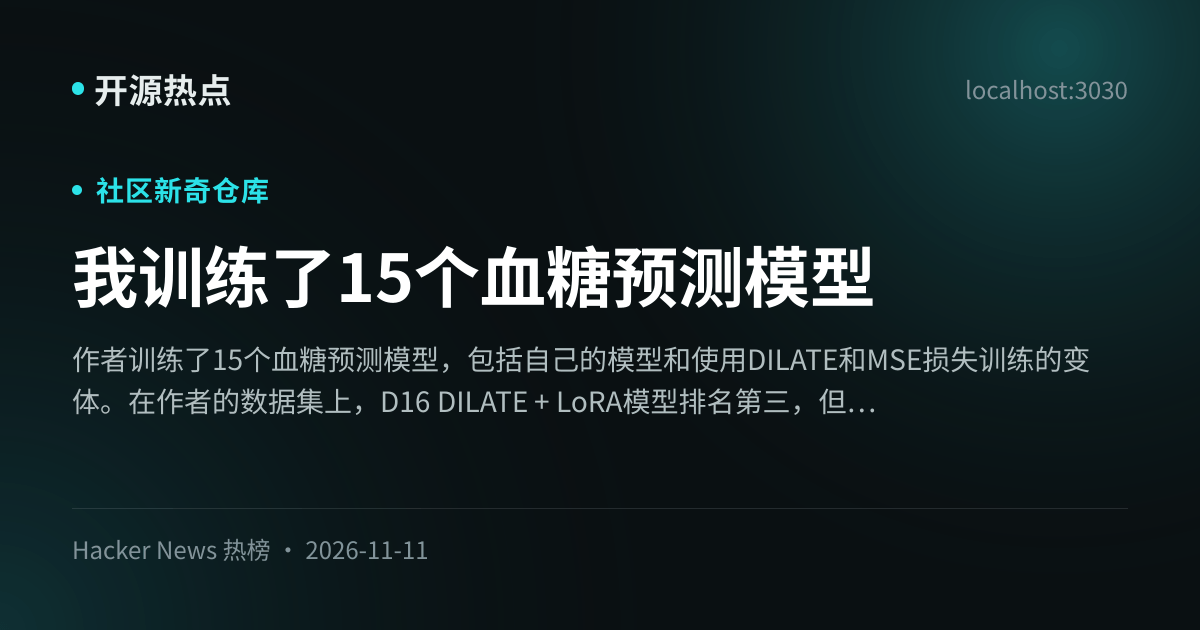 开源热点
localhost:3030
社区新奇仓库
我训练了15个血糖预测模型
作者训练了15个血糖预测模型，包括自己的模型和使用DILATE和MSE损失训练的变
体。在作者的数据集上，D16 DILATE + LoRA模型排名第三，但…
Hacker News 热榜 · 2026-11-11